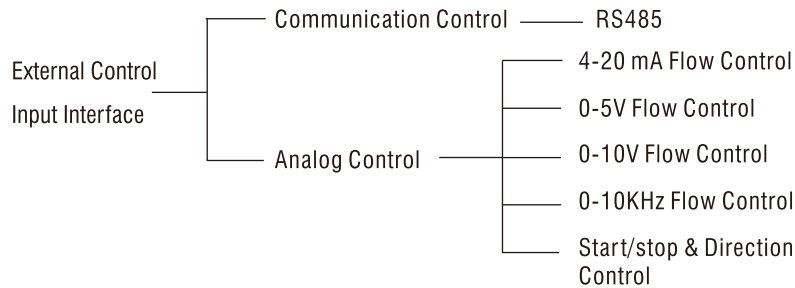 External Control
Input Interface
Communication Control
RS485
Analog Control
4-20 mA Flow Control
0-5V Flow Control
0-10V Flow Control
0-10KHz Flow Control
Start/stop & Direction
Control